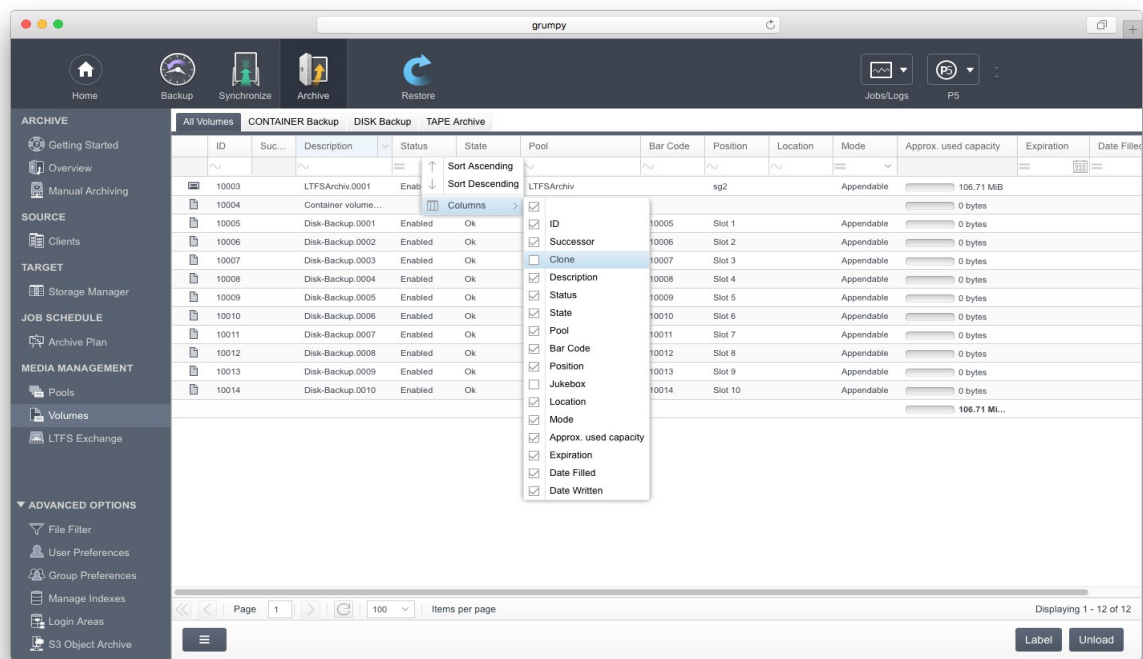 grumpy
Home
Backup
Synchronize
Archive
Restore
Jobs/Logs
P5
P5
ARCHIVE
Getting Started
Overview
Manual Archiving
SOURCE
Clients
TARGET
Storage Manager
JOB SCHEDULE
Archive Plan
MEDIA MANAGEMENT
Pools
Volumes
LTFS Exchange
ADVANCED OPTIONS
File Filter
User Preferences
Group Preferences
Manage Indexes
Login Areas
S3 Object Archive
All Volumes CONTAINER Backup DISK Backup TAPE Archive
ID Suc... Description Status State Pool Bar Code Position Location Mode Approx. used capacity Expiration Date Filled
10003 LTFSArchiv.0001 Enab LTFSArchiv sg2 Appendable 106.71 MiB
10004 Container volume... 0 bytes
10005 Disk-Backup.0001 Enabled Ok 10005 Slot 1 Appendable 0 bytes
10006 Disk-Backup.0002 Enabled Ok 10006 Slot 2 Appendable 0 bytes
10007 Disk-Backup.0003 Enabled Ok 10007 Slot 3 Appendable 0 bytes
10008 Disk-Backup.0004 Enabled Ok 10008 Slot 4 Appendable 0 bytes
10009 Disk-Backup.0005 Enabled Ok 10009 Slot 5 Appendable 0 bytes
10010 Disk-Backup.0006 Enabled Ok 10010 Slot 6 Appendable 0 bytes
10011 Disk-Backup.0007 Enabled Ok 10011 Slot 7 Appendable 0 bytes
10012 Disk-Backup.0008 Enabled Ok 10012 Slot 8 Appendable 0 bytes
10013 Disk-Backup.0009 Enabled Ok 10013 Slot 9 Appendable 0 bytes
10014 Disk-Backup.0010 Enabled Ok 10014 Slot 10 Appendable 0 bytes
106.71 Mi...
Sort Ascending
Sort Descending
Columns
ID
Successor
Clone
Description
Status
State
Pool
Bar Code
Position
Jukebox
Location
Mode
Approx. used capacity
Expiration
Date Filled
Date Written
Page 1 100 Items per page Displaying 1 - 12 of 12
Label Unload